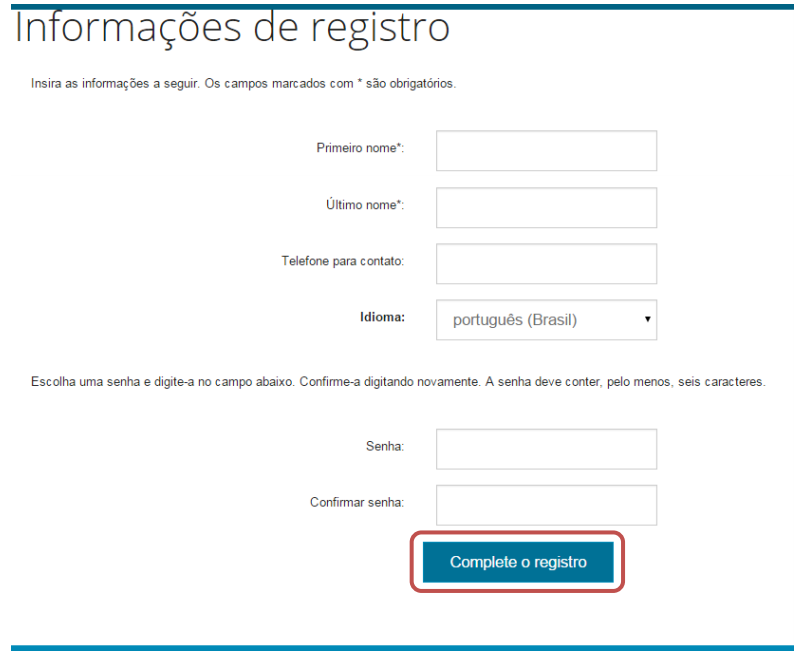 Informações de registro
Insira as informações a seguir. Os campos marcados com * são obrigatórios.
Primeiro nome*:
Último nome*:
Telefone para contato:
Idioma: português (Brasil)
Escolha uma senha e digite-a no campo abaixo. Confirme-a digitando novamente. A senha deve conter, pelo menos, seis caracteres.
Senha:
Confirmar senha:
Complete o registro